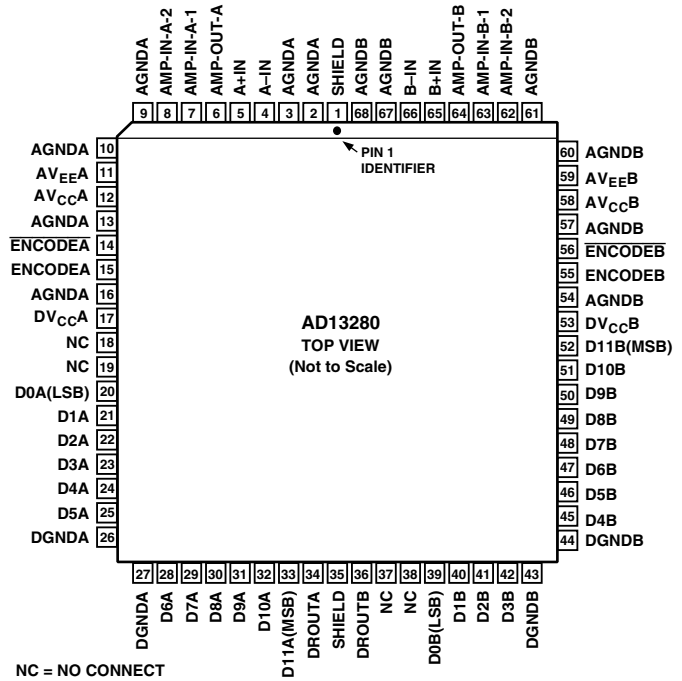 AGNDA
AMP-IN-A-2
AMP-IN-A-1
AMP-OUT-A
A+IN
A–IN
AGNDA
AGNDA
SHIELD
AGNDB
AGNDB
B–IN
B+IN
AMP-OUT-B
AMP-IN-B-1
AMP-IN-B-2
AGNDB
9 8 7 6 5 4 3 2 1 68 67 66 65 64 63 62 61
PIN 1
IDENTIFIER
AGNDA 10
AVEEA 11
AVCCA 12
AGNDA 13
ENCODEA 14
ENCODEA 15
AGNDA 16
DVCCA 17
NC 18
NC 19
D0A(LSB) 20
D1A 21
D2A 22
D3A 23
D4A 24
D5A 25
DGNDA 26
AD13280
TOP VIEW
(Not to Scale)
60 AGNDB
59 AVEEB
58 AVCCB
57 AGNDB
56 ENCODEB
55 ENCODEB
54 AGNDB
53 DVCCB
52 D11B(MSB)
51 D10B
50 D9B
49 D8B
48 D7B
47 D6B
46 D5B
45 D4B
44 DGNDB
27 28 29 30 31 32 33 34 35 36 37 38 39 40 41 42 43
DGNDA
D6A
D7A
D8A
D9A
D10A
D11A(MSB)
DROUTA
SHIELD
DROUTB
NC
NC
D0B(LSB)
D1B
D2B
D3B
DGNDB
NC = NO CONNECT